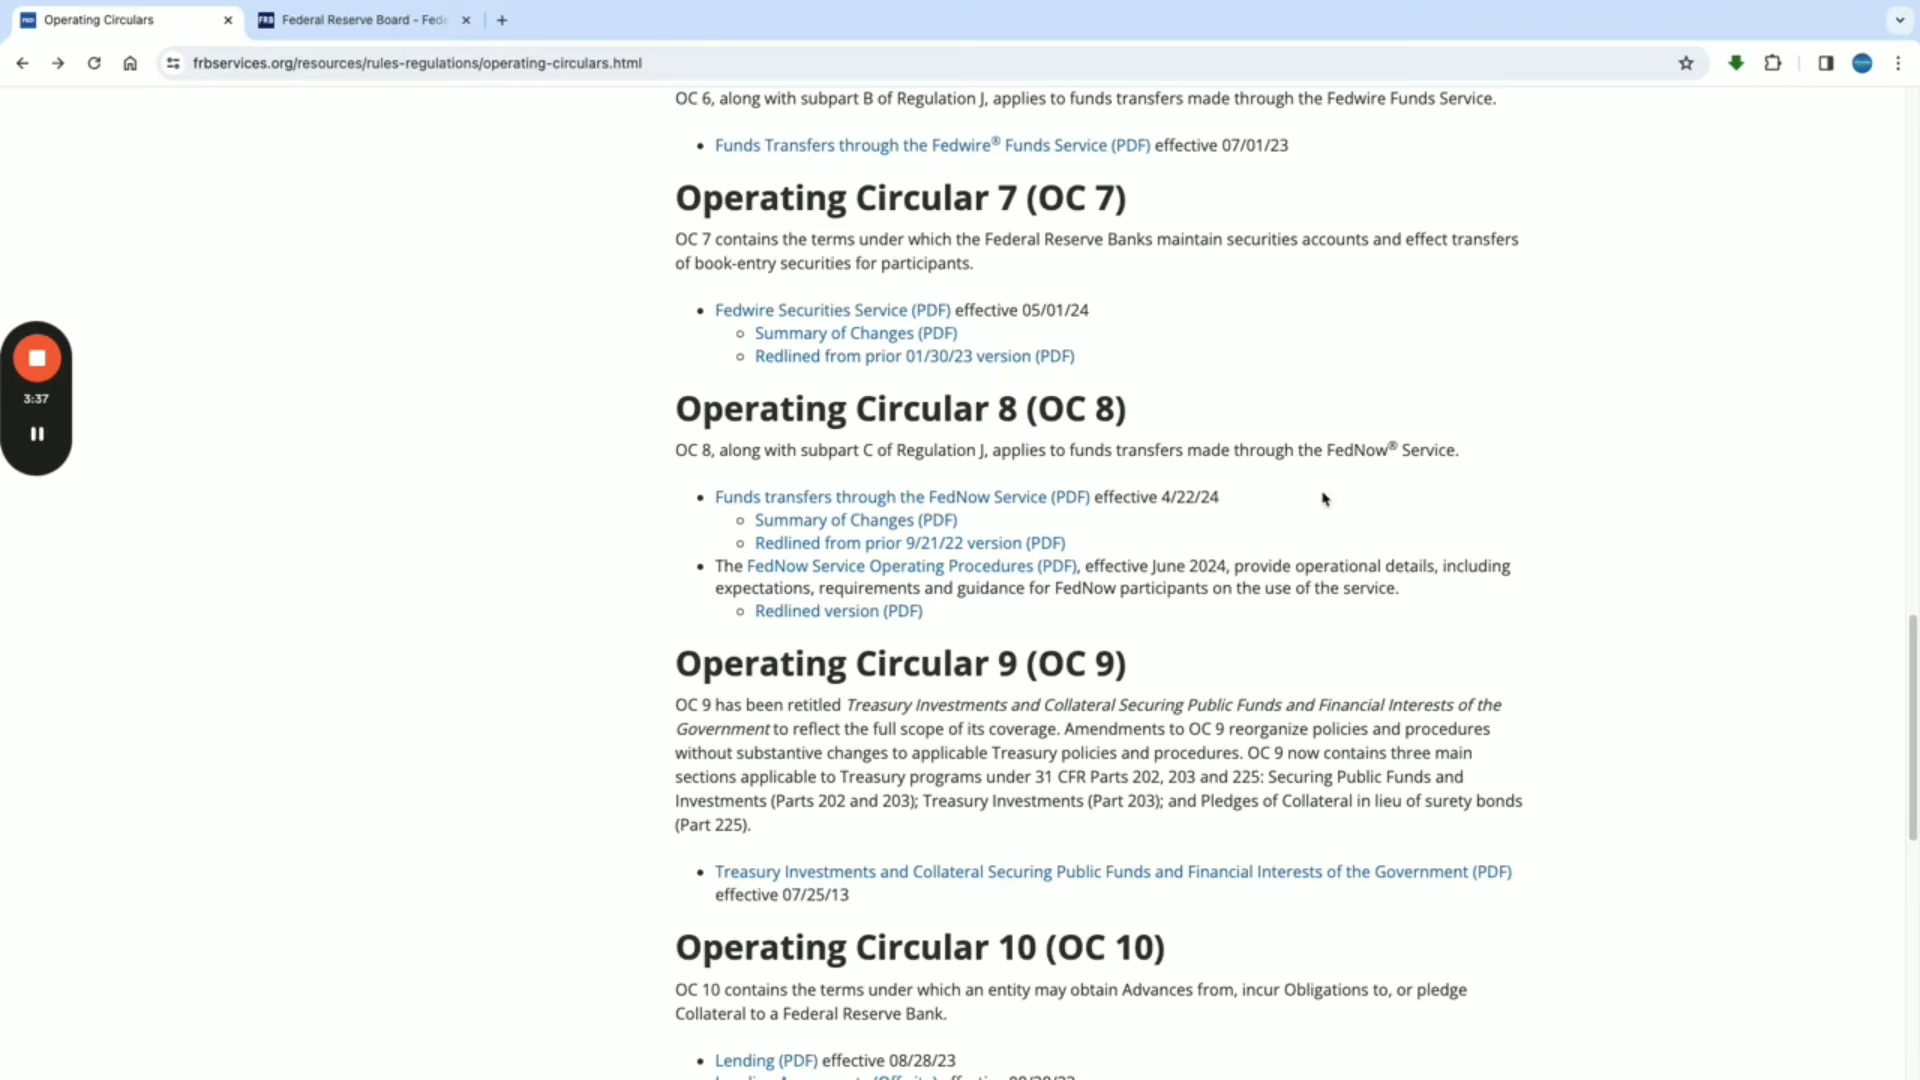 Operating Circulars
FRB Federal Reserve Board - Fede
frbservices.org/resources/rules-regulations/operating-circulars.html
OC 6, along with subpart B of Regulation J, applies to funds transfers made through the Fedwire Funds Service.
• Funds Transfers through the Fedwire® Funds Service (PDF) effective 07/01/23
Operating Circular 7 (OC 7)
OC 7 contains the terms under which the Federal Reserve Banks maintain securities accounts and effect transfers
of book-entry securities for participants.
• Fedwire Securities Service (PDF) effective 05/01/24
○ Summary of Changes (PDF)
○ Redlined from prior 01/30/23 version (PDF)
3:37
Operating Circular 8 (OC 8)
OC 8, along with subpart C of Regulation J, applies to funds transfers made through the FedNow® Service.
• Funds transfers through the FedNow Service (PDF) effective 4/22/24
○ Summary of Changes (PDF)
○ Redlined from prior 9/21/22 version (PDF)
• The FedNow Service Operating Procedures (PDF), effective June 2024, provide operational details, including
expectations, requirements and guidance for FedNow participants on the use of the service.
○ Redlined version (PDF)
Operating Circular 9 (OC 9)
OC 9 has been retitled Treasury Investments and Collateral Securing Public Funds and Financial Interests of the
Government to reflect the full scope of its coverage. Amendments to OC 9 reorganize policies and procedures
without substantive changes to applicable Treasury policies and procedures. OC 9 now contains three main
sections applicable to Treasury programs under 31 CFR Parts 202, 203 and 225: Securing Public Funds and
Investments (Parts 202 and 203); Treasury Investments (Part 203); and Pledges of Collateral in lieu of surety bonds
(Part 225).
• Treasury Investments and Collateral Securing Public Funds and Financial Interests of the Government (PDF)
effective 07/25/13
Operating Circular 10 (OC 10)
OC 10 contains the terms under which an entity may obtain Advances from, incur Obligations to, or pledge
Collateral to a Federal Reserve Bank.
• Lending (PDF) effective 08/28/23